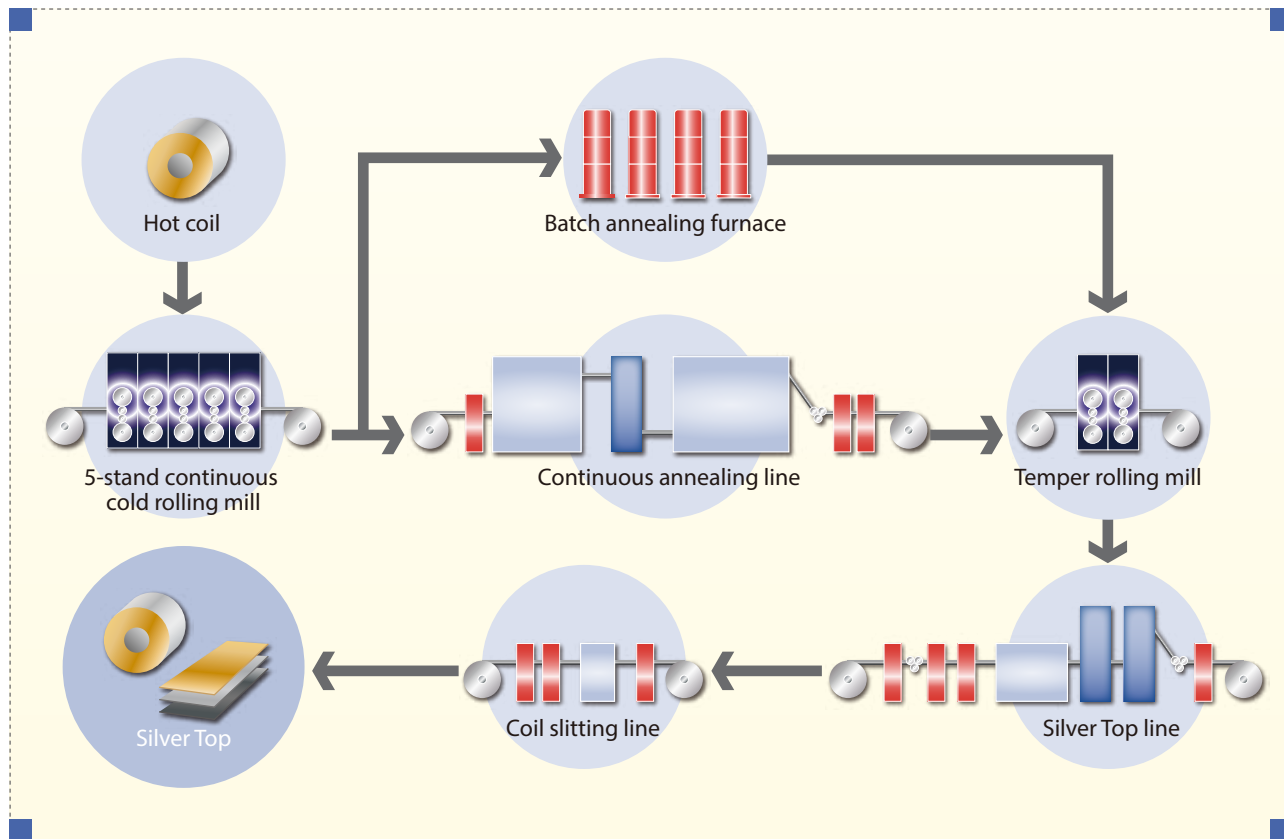 Hot coil
Batch annealing furnace
5-stand continuous
cold rolling mill
Continuous annealing line
Temper rolling mill
Silver Top
Coil slitting line
Silver Top line